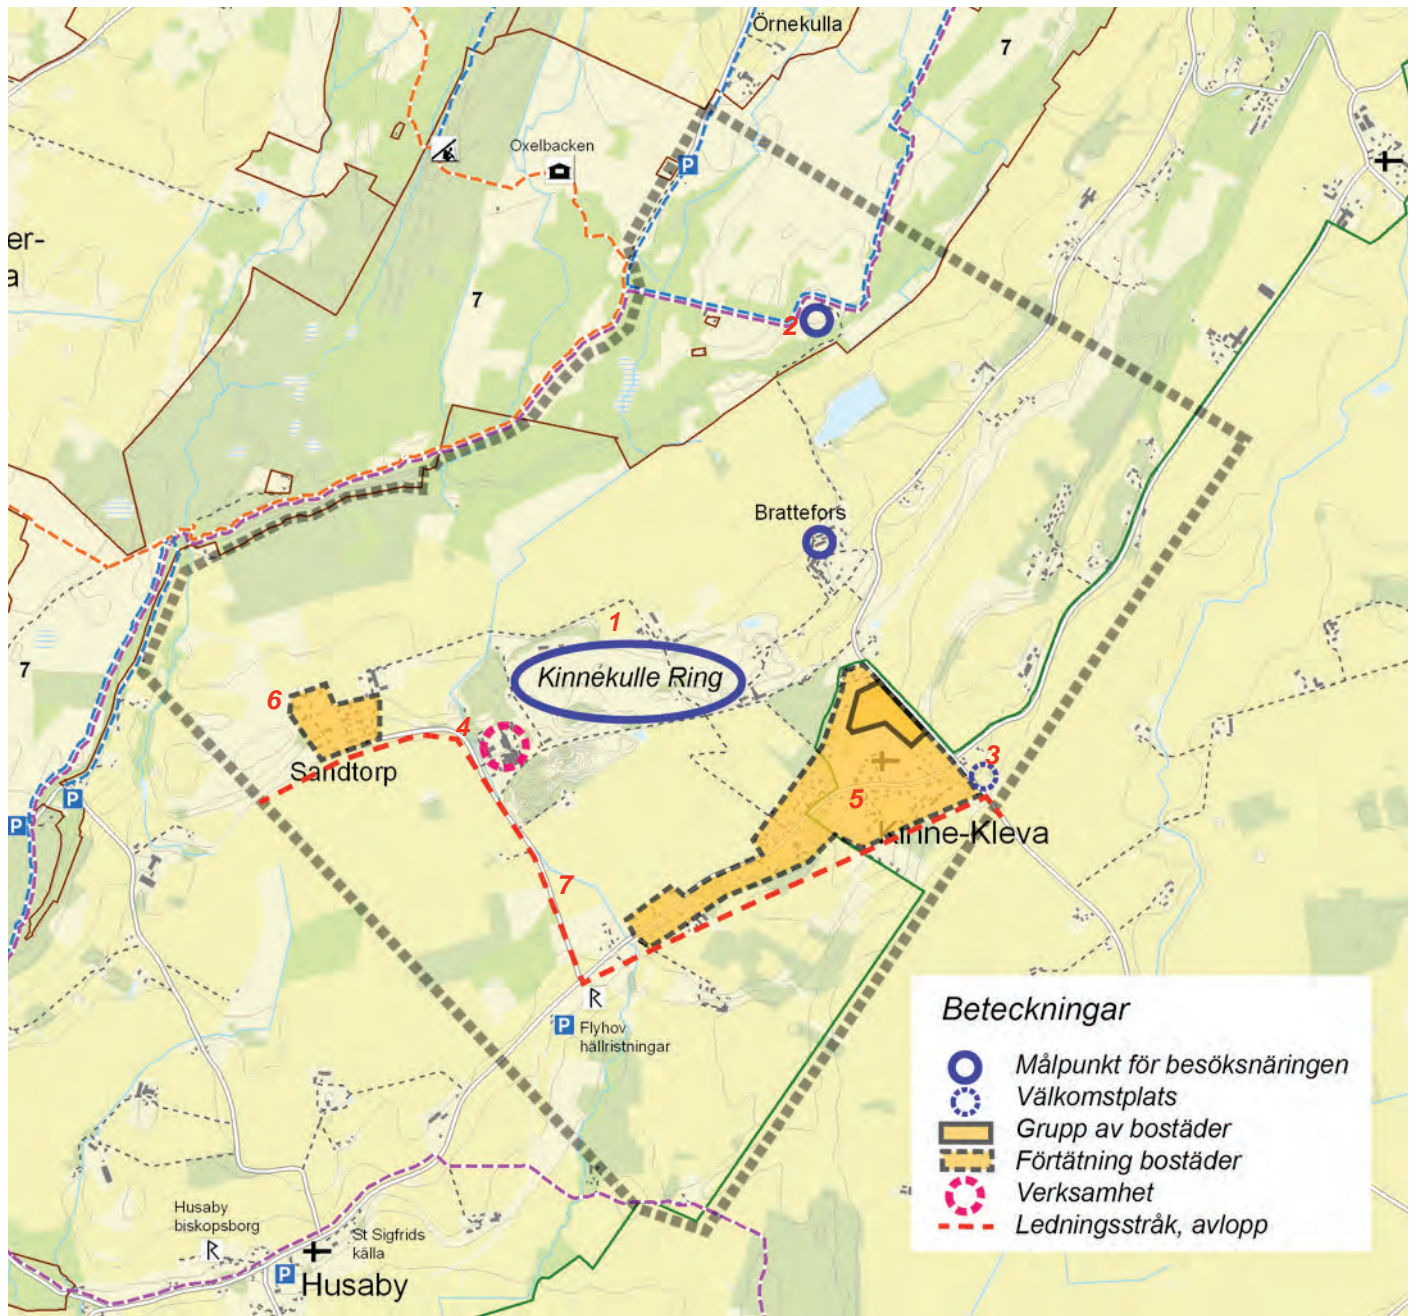 Örnekulla
7
Oxelbacken
P
er-
a
7
2
Brattefors
1
Kinnekulle Ring
7
6
4
Sandtorp
3
5
Kinne-Kleva
P
P
7
R
P
Flyhov
hällristningar
Beteckningar
Målpunkt för besöksnäringen
Välkomstplats
Grupp av bostäder
Förtätning bostäder
Verksamhet
Ledningsstråk, avlopp
Husaby
biskopsborg
R
St Sigfrids
källa
P
Husaby